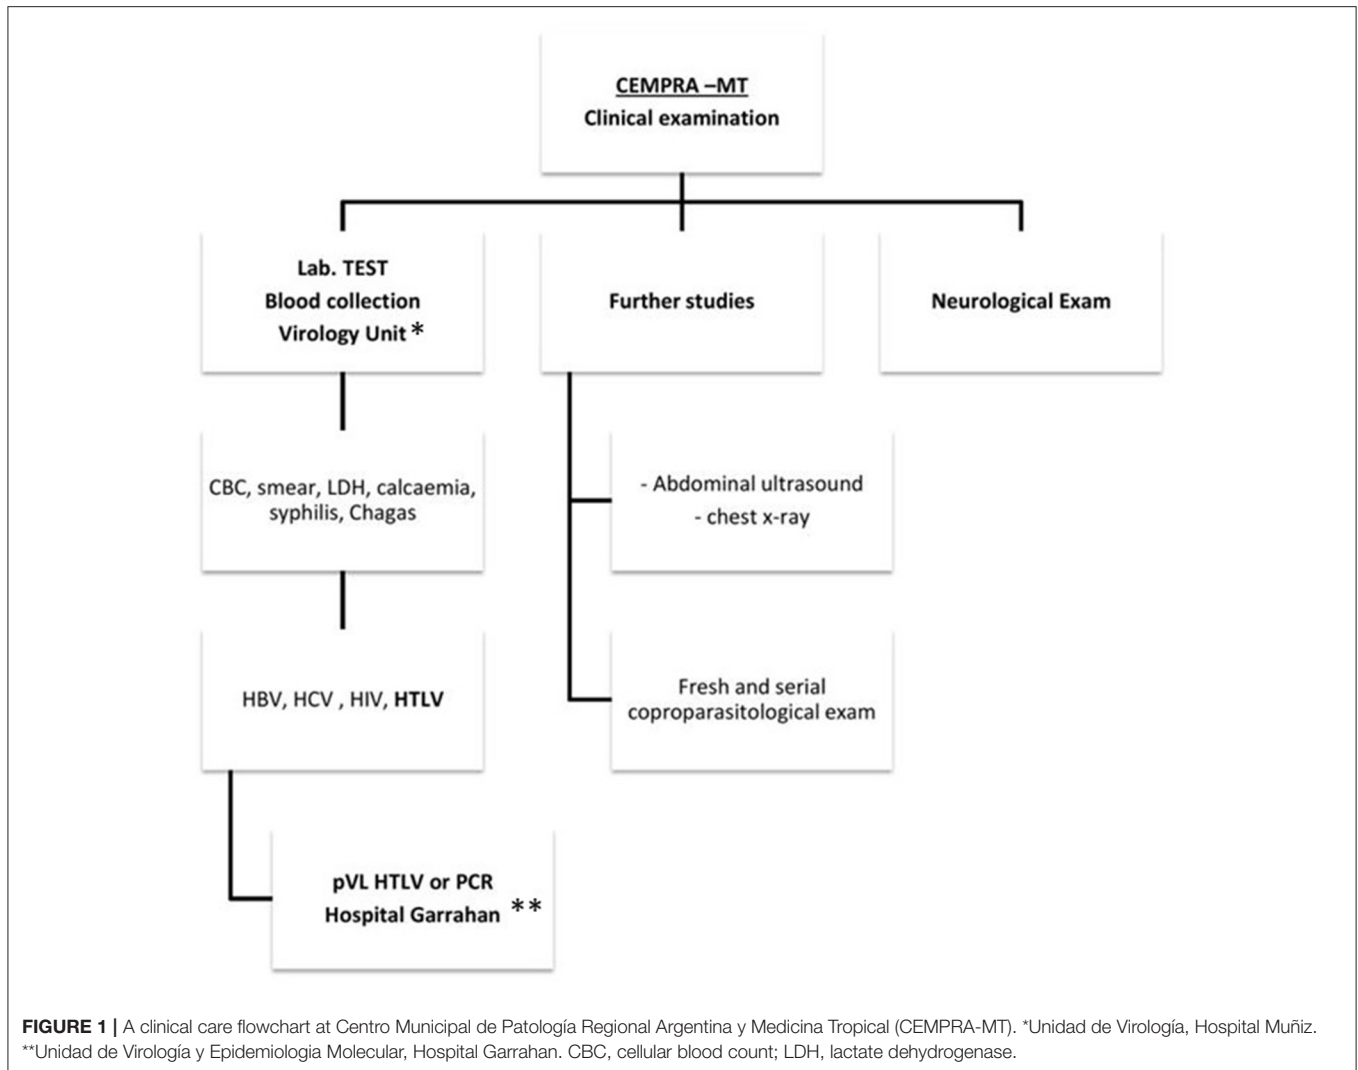 CEMPRA –MT
Clinical examination
Lab. TEST
Blood collection
Virology Unit *
Further studies
Neurological Exam
CBC, smear, LDH, calcaemia,
syphilis, Chagas
- Abdominal ultrasound
- chest x-ray
HBV, HCV , HIV, HTLV
Fresh and serial
coproparasitological exam
pVL HTLV or PCR
Hospital Garrahan **
FIGURE 1 | A clinical care flowchart at Centro Municipal de Patología Regional Argentina y Medicina Tropical (CEMPRA-MT). *Unidad de Virología, Hospital Muñiz.
**Unidad de Virología y Epidemiologia Molecular, Hospital Garrahan. CBC, cellular blood count; LDH, lactate dehydrogenase.